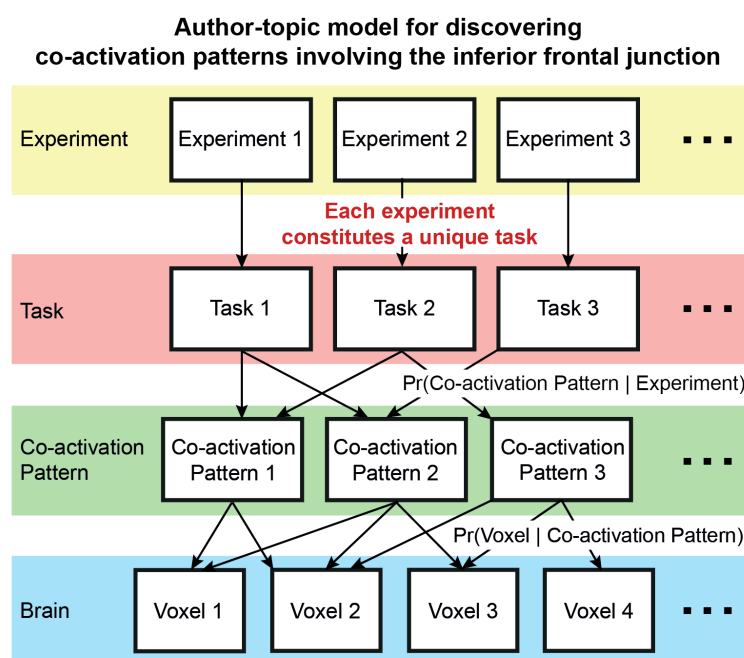 Author-topic model for discovering
co-activation patterns involving the inferior frontal junction
Experiment
Experiment 1
Experiment 2
Experiment 3
Each experiment
constitutes a unique task
Task
Task 1
Task 2
Task 3
Pr(Co-activation Pattern | Experiment)
Co-activation
Pattern
Co-activation
Pattern 1
Co-activation
Pattern 2
Co-activation
Pattern 3
Pr(Voxel | Co-activation Pattern)
Brain
Voxel 1
Voxel 2
Voxel 3
Voxel 4